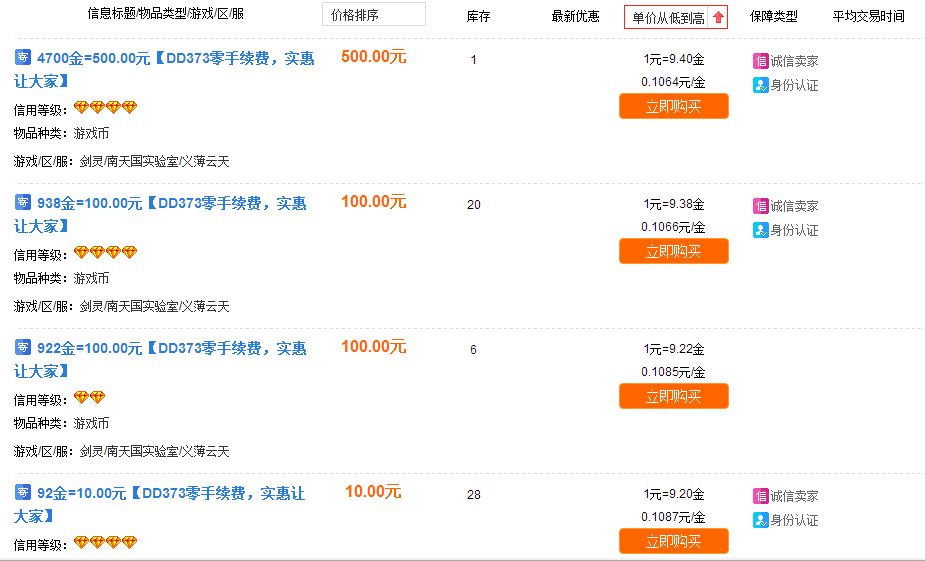 信息标题/物品类型/游戏/区/服 价格排序 库存 最新优惠 单价从低到高 保障类型 平均交易时间
寄 4700金=500.00元【DD373零手续费，实惠 500.00元 1 1元=9.40金 信 诚信卖家
让大家】 0.1064元/金 身份认证
信用等级： 立即购买
物品种类：游戏币
游戏/区/服：剑灵/南天国实验室/义薄云天
寄 938金=100.00元【DD373零手续费，实惠 100.00元 20 1元=9.38金 信 诚信卖家
让大家】 0.1066元/金 身份认证
信用等级： 立即购买
物品种类：游戏币
游戏/区/服：剑灵/南天国实验室/义薄云天
寄 922金=100.00元【DD373零手续费，实惠 100.00元 6 1元=9.22金
让大家】 0.1085元/金
信用等级： 立即购买
物品种类：游戏币
游戏/区/服：剑灵/南天国实验室/义薄云天
寄 92金=10.00元【DD373零手续费，实惠让 10.00元 28 1元=9.20金 信 诚信卖家
大家】 0.1087元/金 身份认证
信用等级： 立即购买